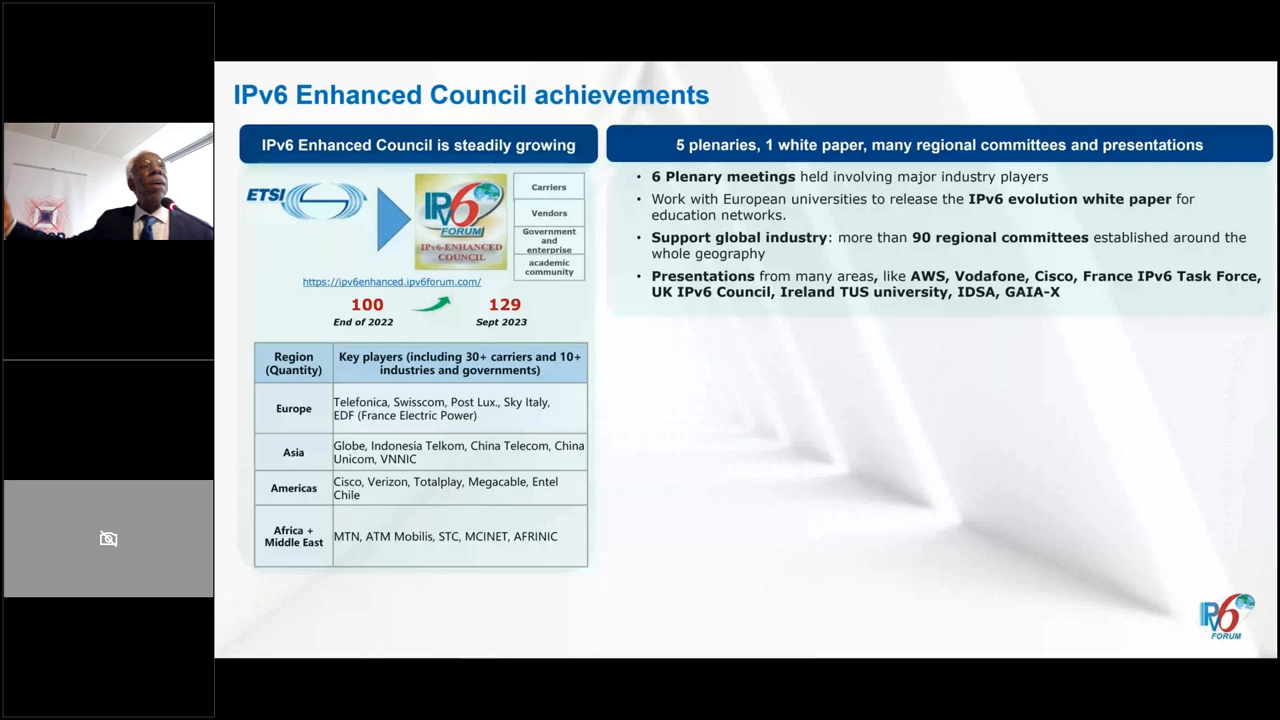 IPv6 Enhanced Council achievements
IPv6 Enhanced Council is steadily growing
ETSI
IPV6
FORUM
IPv6-ENHANCED
COUNCIL
Carriers
Vendors
Government
and
enterprise
academic
community
https://ipv6enhanced.ipv6forum.com/
100
End of 2022
129
Sept 2023
Region
(Quantity)
Key players (including 30+ carriers and 10+
industries and governments)
Europe
Telefonica, Swisscom, Post Lux., Sky Italy,
EDF (France Electric Power)
Asia
Globe, Indonesia Telkom, China Telecom, China
Unicom, VNNIC
Americas
Cisco, Verizon, Totalplay, Megacable, Entel
Chile
Africa +
Middle East
MTN, ATM Mobilis, STC, MCINET, AFRINIC
5 plenaries, 1 white paper, many regional committees and presentations
• 6 Plenary meetings held involving major industry players
• Work with European universities to release the IPv6 evolution white paper for
education networks.
• Support global industry: more than 90 regional committees established around the
whole geography
• Presentations from many areas, like AWS, Vodafone, Cisco, France IPv6 Task Force,
UK IPv6 Council, Ireland TUS university, IDSA, GAIA-X
IPv6
FORUM